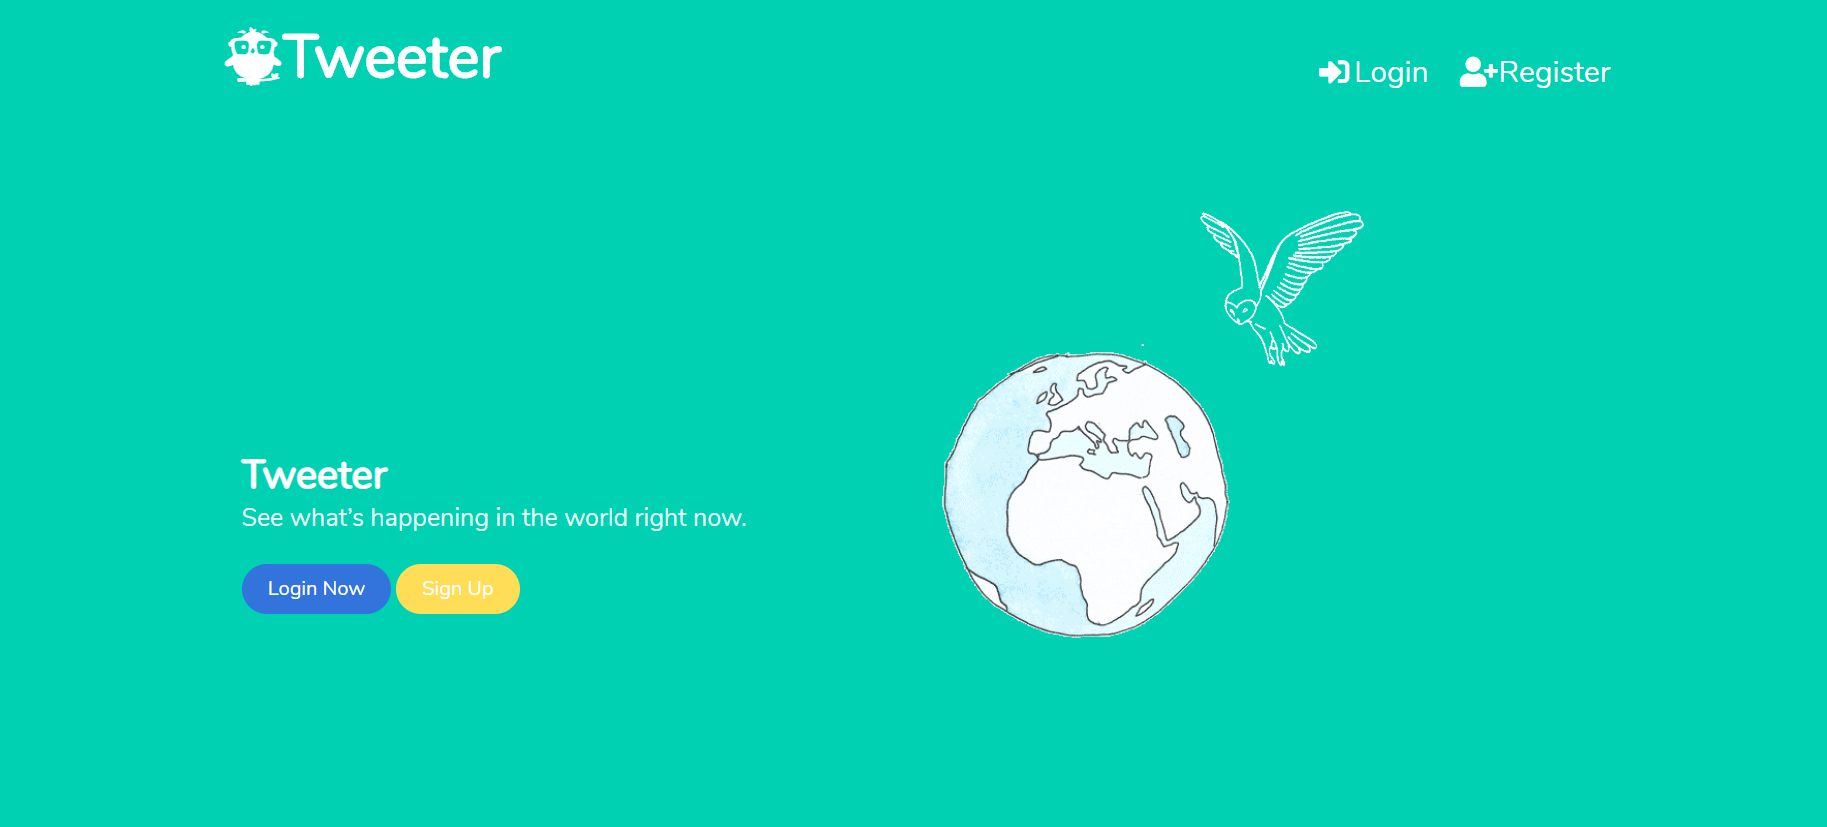 Tweeter
Login
Register
Tweeter
See what's happening in the world right now.
Login Now
Sign Up